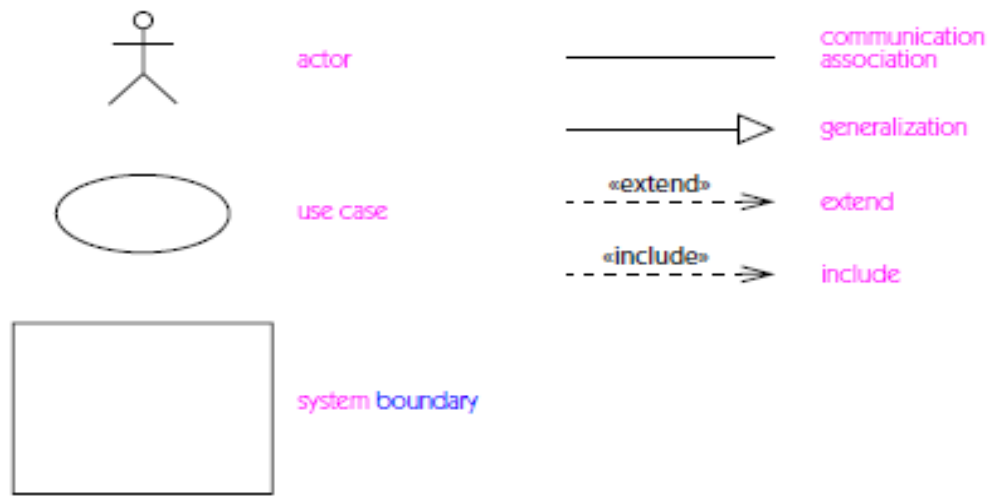 actor
use case
system boundary
communication
association
generalization
«extend»
extend
«include»
include